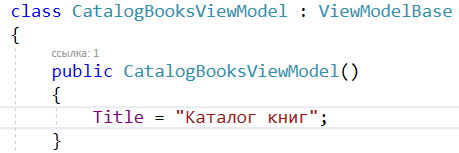 class CatalogBooksViewModel : ViewModelBase
{
ссылка: 1
public CatalogBooksViewModel()
{
Title = "Каталог книг";
}